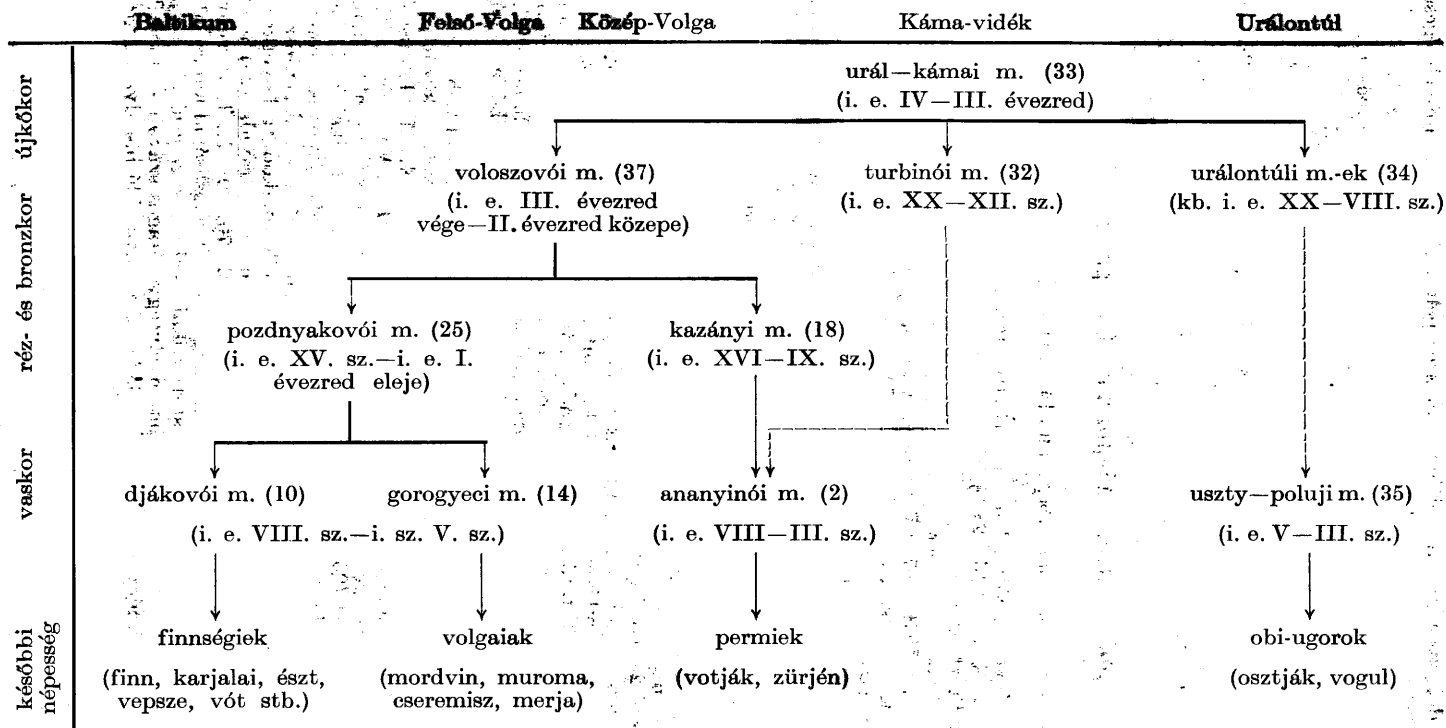 Baltikum Felső-Volga Közép-Volga Káma-vidék Urálontúl
újkőkor
urál—kámai m. (33)
(i. e. IV—III. évezred)
réz- és bronzkor
voloszovói m. (37) turbinói m. (32) urálontúli m.-ek (34)
(i. e. III. évezred (i. e. XX—XII. sz.) (kb. i. e. XX—VIII. sz.)
vége—II. évezred közepe)
pozdnyakovói m. (25) kazányi m. (18)
(i. e. XV. sz.—i. e. I. (i. e. XVI—IX. sz.)
évezred eleje)
vaskor
djákovói m. (10) gorogyeci m. (14) ananyinói m. (2) uszty—poluji m. (35)
(i. e. VIII. sz.—i. sz. V. sz.) (i. e. VIII—III. sz.) (i. e. V—III. sz.)
későbbi
népesség
finnségiek volgaiak permiek obi-ugorok
(finn, karjalai, észt, (mordvin, muroma, (votják, zürjén) (osztják, vogul)
vepsze, vót stb.) cseremisz, merja)